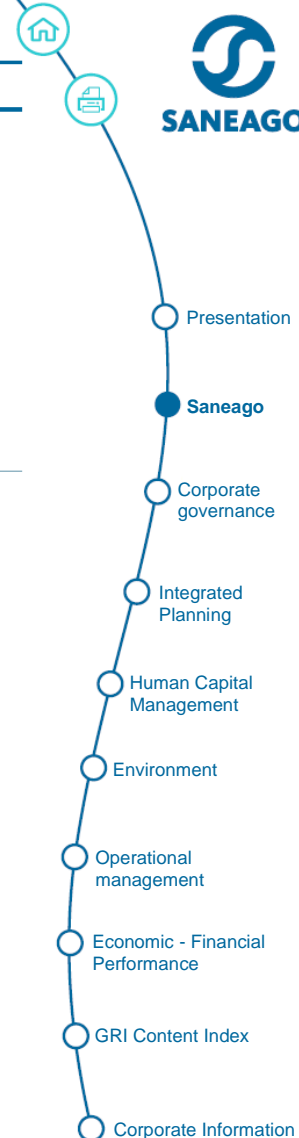 SANEAGO
Presentation
Saneago
Corporate
governance
Integrated
Planning
Human Capital
Management
Environment
Operational
management
Economic - Financial
Performance
GRI Content Index
Corporate Information